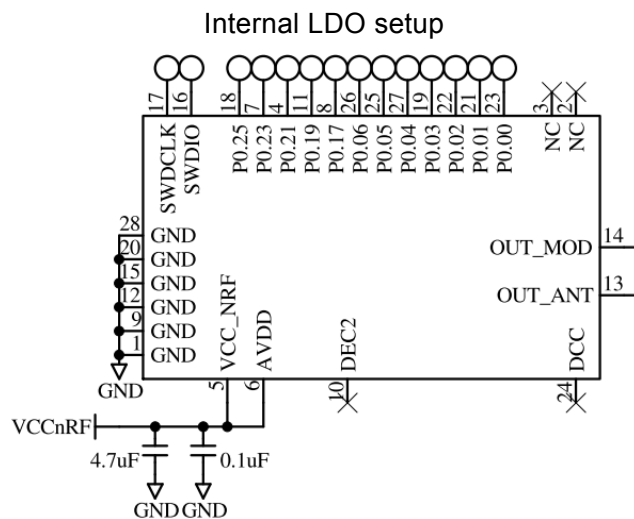 Internal LDO setup
17 16 18 7 4 11 8 26 25 27 19 22 21 23 3 2
SWDCLK SWDIO P0.25 P0.23 P0.21 P0.19 P0.17 P0.06 P0.05 P0.04 P0.03 P0.02 P0.01 P0.00 NC NC
28 GND
20 GND
15 GND
12 GND
9 GND
1 GND
OUT_MOD 14
OUT_ANT 13
VCC_NRF AVDD DEC2 DCC
5 6 10 24
GND
VCCnRF
4.7uF 0.1uF
GND GND